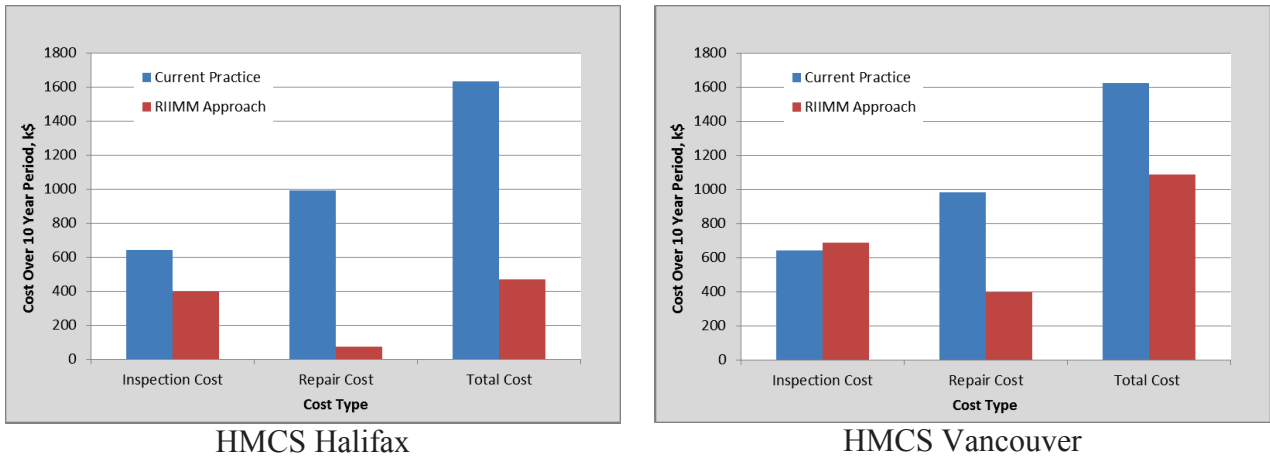 Cost Over 10 Year Period, k$
1800
1600
1400
1200
1000
800
600
400
200
0
Current Practice
RIIMM Approach
Inspection Cost
Repair Cost
Total Cost
Cost Type
HMCS Halifax
Cost Over 10 Year Period, k$
1800
1600
1400
1200
1000
800
600
400
200
0
Current Practice
RIIMM Approach
Inspection Cost
Repair Cost
Total Cost
Cost Type
HMCS Vancouver